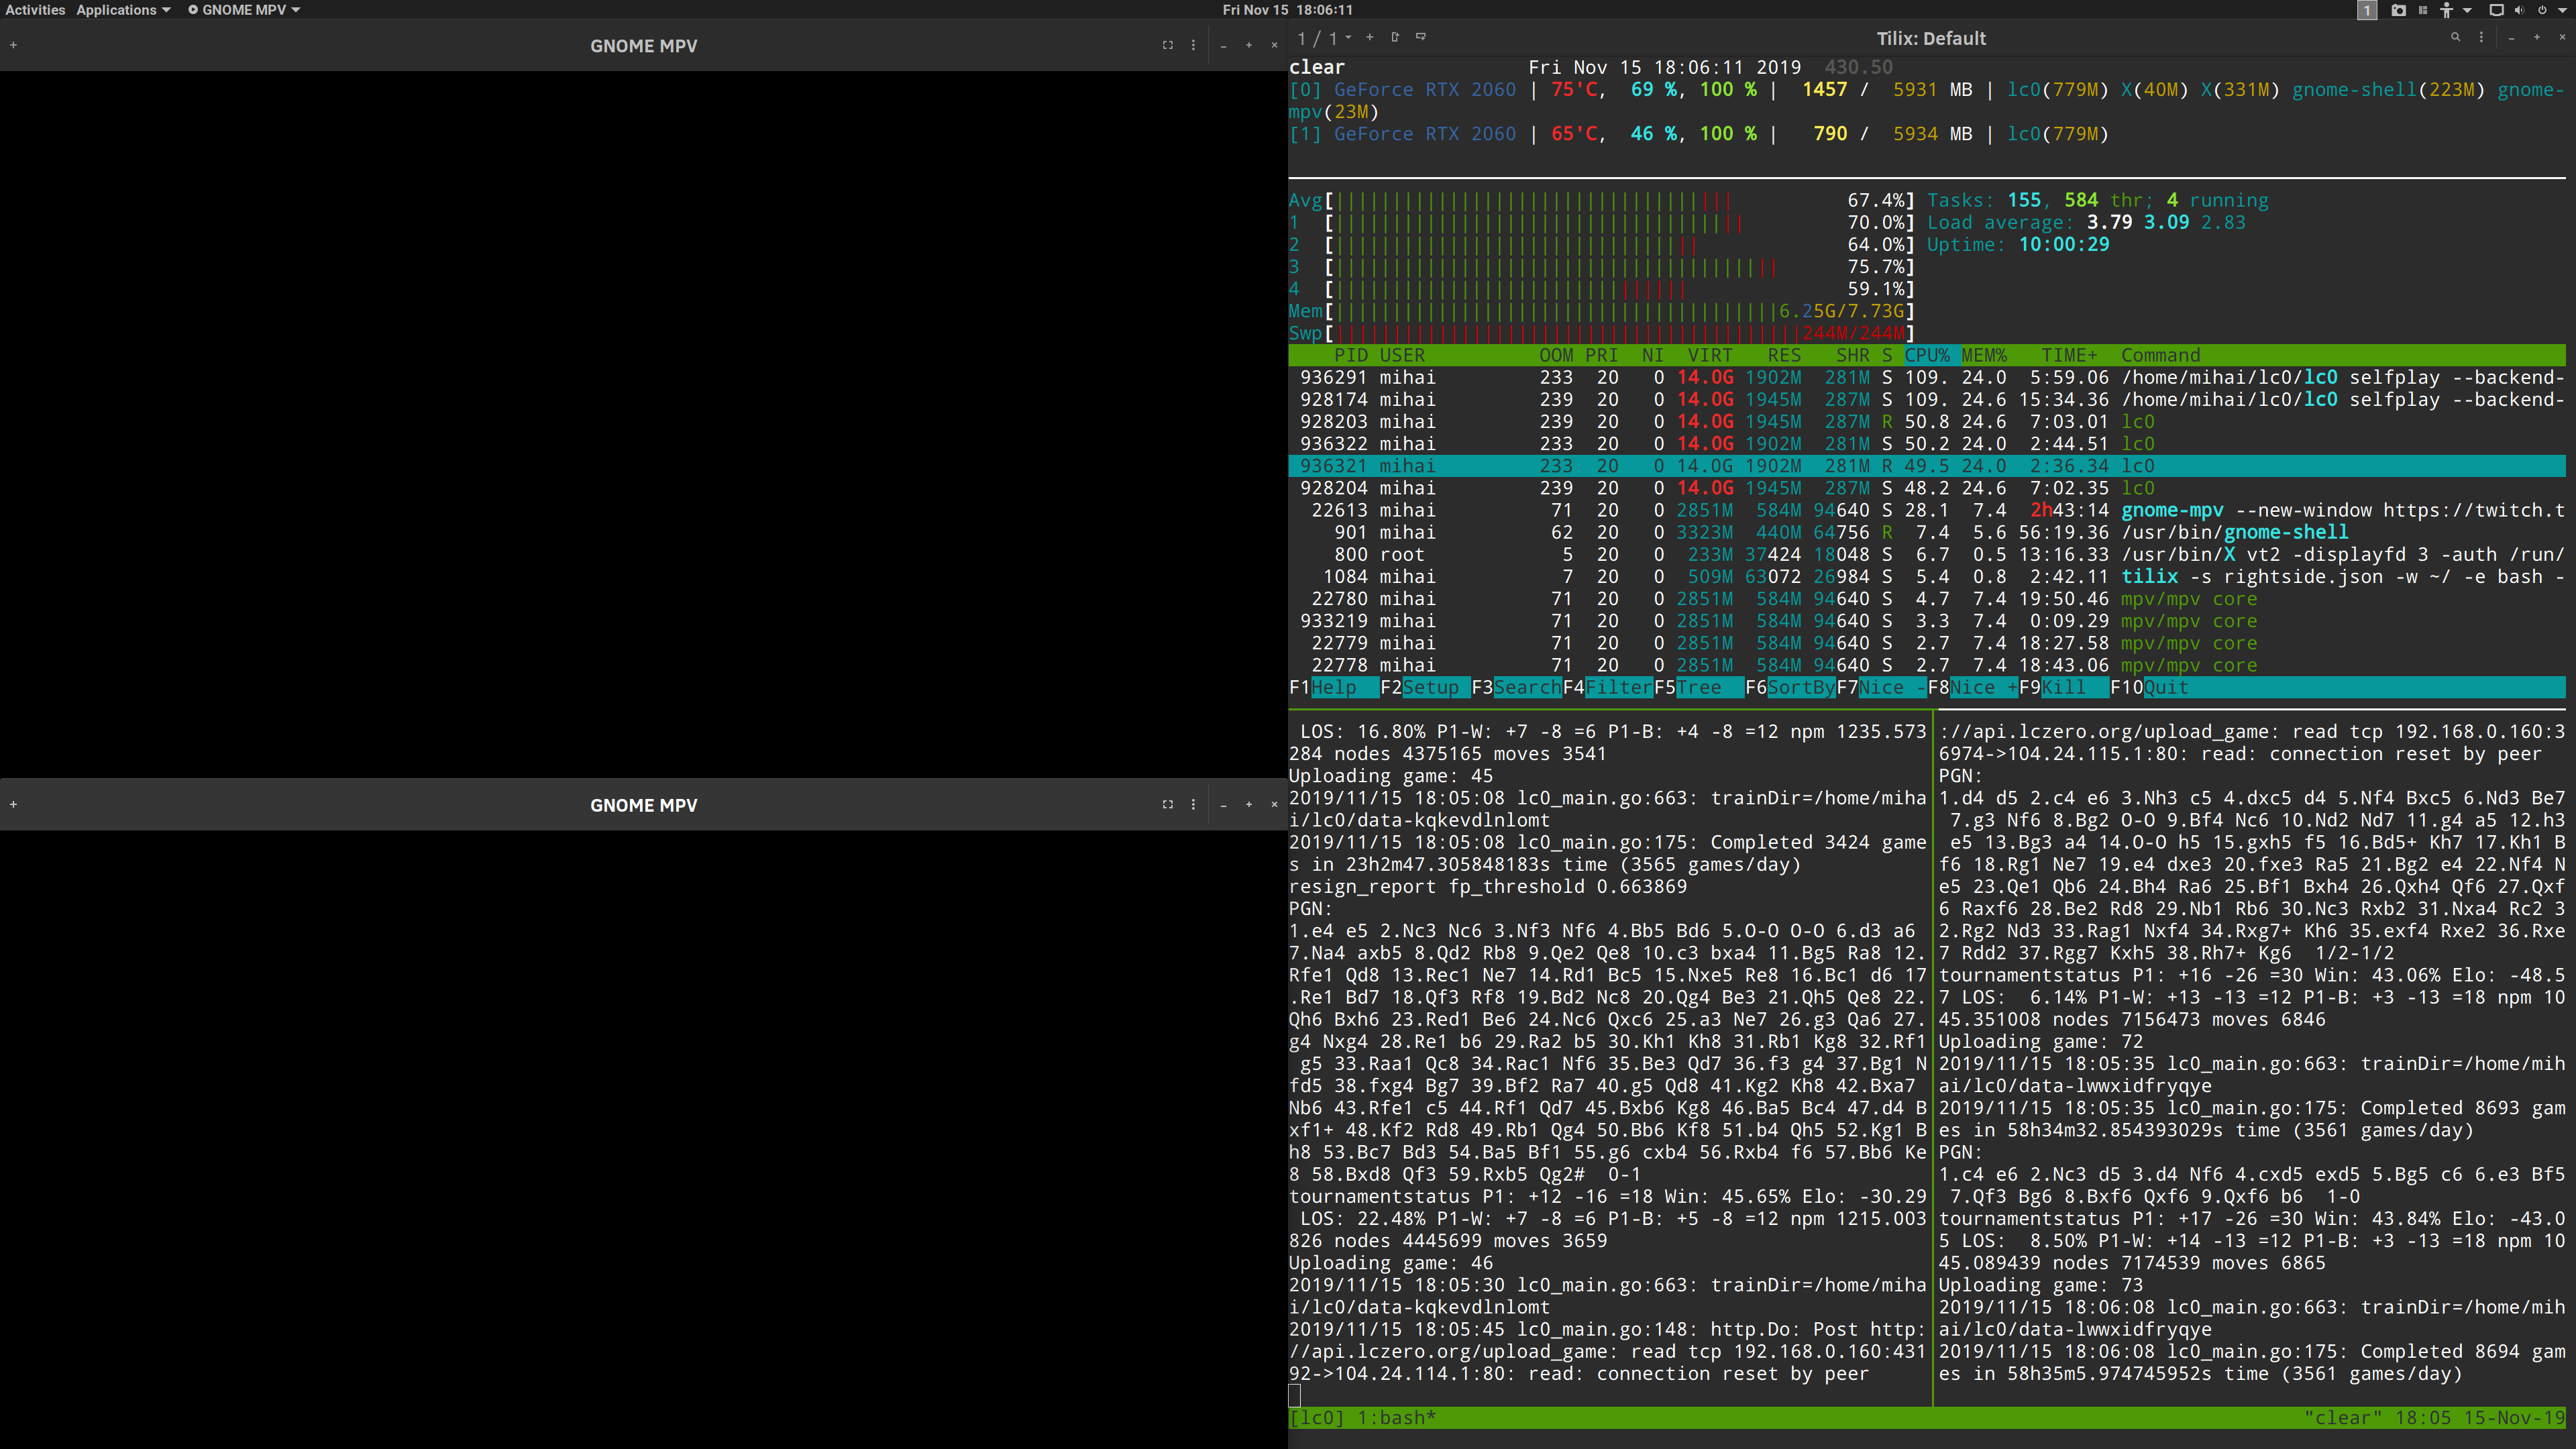 Activities Applications GNOME MPV Fri Nov 15 18:06:11 1
GNOME MPV
GNOME MPV
1 / 1 Tilix: Default
clear Fri Nov 15 18:06:11 2019 430.50
[0] GeForce RTX 2060 | 75'C, 69 %, 100 % | 1457 / 5931 MB | lc0(779M) X(40M) X(331M) gnome-shell(223M) gnome-
mpv(23M)
[1] GeForce RTX 2060 | 65'C, 46 %, 100 % | 790 / 5934 MB | lc0(779M)
Avg[ 67.4%] Tasks: 155, 584 thr; 4 running
1 [ 70.0%] Load average: 3.79 3.09 2.83
2 [ 64.0%] Uptime: 10:00:29
3 [ 75.7%]
4 [ 59.1%]
Mem[ 6.25G/7.73G]
Swp[ 244M/244M]
PID USER OOM PRI NI VIRT RES SHR S CPU% MEM% TIME+ Command
936291 mihai 233 20 0 14.0G 1902M 281M S 109. 24.0 5:59.06 /home/mihai/lc0/lc0 selfplay --backend-
928174 mihai 239 20 0 14.0G 1945M 287M S 109. 24.6 15:34.36 /home/mihai/lc0/lc0 selfplay --backend-
928203 mihai 239 20 0 14.0G 1945M 287M R 50.8 24.6 7:03.01 lc0
936322 mihai 233 20 0 14.0G 1902M 281M S 50.2 24.0 2:44.51 lc0
936321 mihai 233 20 0 14.0G 1902M 281M R 49.5 24.0 2:36.34 lc0
928204 mihai 239 20 0 14.0G 1945M 287M S 48.2 24.6 7:02.35 lc0
22613 mihai 71 20 0 2851M 584M 94640 S 28.1 7.4 2h43:14 gnome-mpv --new-window https://twitch.t
901 mihai 62 20 0 3323M 440M 64756 R 7.4 5.6 56:19.36 /usr/bin/gnome-shell
800 root 5 20 0 233M 37424 18048 S 6.7 0.5 13:16.33 /usr/bin/X vt2 -displayfd 3 -auth /run/
1084 mihai 7 20 0 509M 63072 26984 S 5.4 0.8 2:42.11 tilix -s rightside.json -w ~/ -e bash -
22780 mihai 71 20 0 2851M 584M 94640 S 4.7 7.4 19:50.46 mpv/mpv core
933219 mihai 71 20 0 2851M 584M 94640 S 3.3 7.4 0:09.29 mpv/mpv core
22779 mihai 71 20 0 2851M 584M 94640 S 2.7 7.4 18:27.58 mpv/mpv core
22778 mihai 71 20 0 2851M 584M 94640 S 2.7 7.4 18:43.06 mpv/mpv core
F1Help F2Setup F3SearchF4FilterF5Tree F6SortByF7Nice -F8Nice +F9Kill F10Quit
LOS: 16.80% P1-W: +7 -8 =6 P1-B: +4 -8 =12 npm 1235.573
284 nodes 4375165 moves 3541
Uploading game: 45
2019/11/15 18:05:08 lc0_main.go:663: trainDir=/home/miha
i/lc0/data-kqkevdlnlomt
2019/11/15 18:05:08 lc0_main.go:175: Completed 3424 game
s in 23h2m47.305848183s time (3565 games/day)
resign_report fp_threshold 0.663869
PGN:
1.e4 e5 2.Nc3 Nc6 3.Nf3 Nf6 4.Bb5 Bd6 5.O-O O-O 6.d3 a6
7.Na4 axb5 8.Qd2 Rb8 9.Qe2 Qe8 10.c3 bxa4 11.Bg5 Ra8 12.
Rfe1 Qd8 13.Rec1 Ne7 14.Rd1 Bc5 15.Nxe5 Re8 16.Bc1 d6 17
.Re1 Bd7 18.Qf3 Rf8 19.Bd2 Nc8 20.Qg4 Be3 21.Qh5 Qe8 22.
Qh6 Bxh6 23.Red1 Be6 24.Nc6 Qxc6 25.a3 Ne7 26.g3 Qa6 27.
g4 Nxg4 28.Re1 b6 29.Ra2 b5 30.Kh1 Kh8 31.Rb1 Kg8 32.Rf1
g5 33.Raa1 Qc8 34.Rac1 Nf6 35.Be3 Qd7 36.f3 g4 37.Bg1 N
fd5 38.fxg4 Bg7 39.Bf2 Ra7 40.g5 Qd8 41.Kg2 Kh8 42.Bxa7
Nb6 43.Rfe1 c5 44.Rf1 Qd7 45.Bxb6 Kg8 46.Ba5 Bc4 47.d4 B
xf1+ 48.Kf2 Rd8 49.Rb1 Qg4 50.Bb6 Kf8 51.b4 Qh5 52.Kg1 B
h8 53.Bc7 Bd3 54.Ba5 Bf1 55.g6 cxb4 56.Rxb4 f6 57.Bb6 Ke
8 58.Bxd8 Qf3 59.Rxb5 Qg2# 0-1
tournamentstatus P1: +12 -16 =18 Win: 45.65% Elo: -30.29
LOS: 22.48% P1-W: +7 -8 =6 P1-B: +5 -8 =12 npm 1215.003
826 nodes 4445699 moves 3659
Uploading game: 46
2019/11/15 18:05:30 lc0_main.go:663: trainDir=/home/miha
i/lc0/data-kqkevdlnlomt
2019/11/15 18:05:45 lc0_main.go:148: http.Do: Post http:
//api.lczero.org/upload_game: read tcp 192.168.0.160:431
92->104.24.114.1:80: read: connection reset by peer
://api.lczero.org/upload_game: read tcp 192.168.0.160:3
6974->104.24.115.1:80: read: connection reset by peer
PGN:
1.d4 d5 2.c4 e6 3.Nh3 c5 4.dxc5 d4 5.Nf4 Bxc5 6.Nd3 Be7
7.g3 Nf6 8.Bg2 O-O 9.Bf4 Nc6 10.Nd2 Nd7 11.g4 a5 12.h3
e5 13.Bg3 a4 14.O-O h5 15.gxh5 f5 16.Bd5+ Kh7 17.Kh1 B
f6 18.Rg1 Ne7 19.e4 dxe3 20.fxe3 Ra5 21.Bg2 e4 22.Nf4 N
e5 23.Qe1 Qb6 24.Bh4 Ra6 25.Bf1 Bxh4 26.Qxh4 Qf6 27.Qxf
6 Raxf6 28.Be2 Rd8 29.Nb1 Rb6 30.Nc3 Rxb2 31.Nxa4 Rc2 3
2.Rg2 Nd3 33.Rag1 Nxf4 34.Rxg7+ Kh6 35.exf4 Rxe2 36.Rxe
7 Rdd2 37.Rgg7 Kxh5 38.Rh7+ Kg6 1/2-1/2
tournamentstatus P1: +16 -26 =30 Win: 43.06% Elo: -48.5
7 LOS: 6.14% P1-W: +13 -13 =12 P1-B: +3 -13 =18 npm 10
45.351008 nodes 7156473 moves 6846
Uploading game: 72
2019/11/15 18:05:35 lc0_main.go:663: trainDir=/home/mih
ai/lc0/data-lwwxidfryqye
2019/11/15 18:05:35 lc0_main.go:175: Completed 8693 gam
es in 58h34m32.854393029s time (3561 games/day)
PGN:
1.c4 e6 2.Nc3 d5 3.d4 Nf6 4.cxd5 exd5 5.Bg5 c6 6.e3 Bf5
7.Qf3 Bg6 8.Bxf6 Qxf6 9.Qxf6 b6 1-0
tournamentstatus P1: +17 -26 =30 Win: 43.84% Elo: -43.0
5 LOS: 8.50% P1-W: +14 -13 =12 P1-B: +3 -13 =18 npm 10
45.089439 nodes 7174539 moves 6865
Uploading game: 73
2019/11/15 18:06:08 lc0_main.go:663: trainDir=/home/mih
ai/lc0/data-lwwxidfryqye
2019/11/15 18:06:08 lc0_main.go:175: Completed 8694 gam
es in 58h35m5.974745952s time (3561 games/day)
[lc0] 1:bash* "clear" 18:05 15-Nov-19